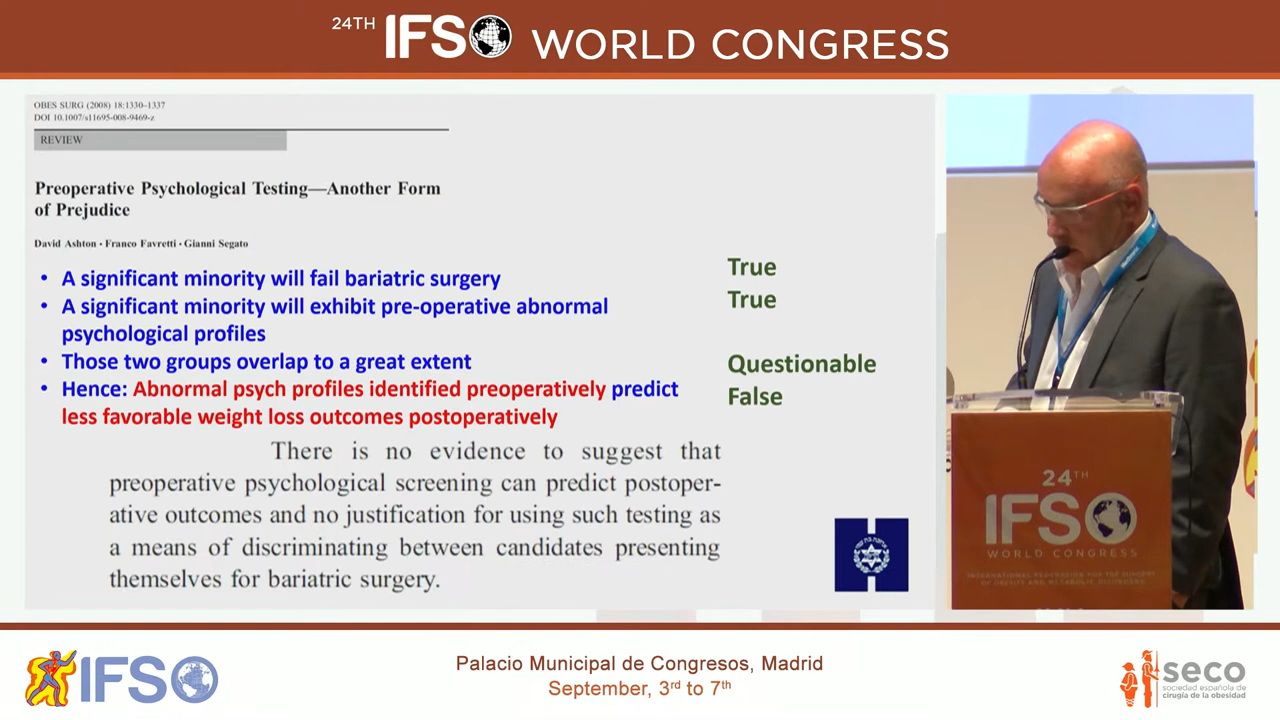 24TH IFSO WORLD CONGRESS
OBES SURG (2008) 18:1330–1337
DOI 10.1007/s11695-008-9469-z
REVIEW
Preoperative Psychological Testing—Another Form
of Prejudice
David Ashton • Franco Favretti • Gianni Segato
• A significant minority will fail bariatric surgery
• A significant minority will exhibit pre-operative abnormal
psychological profiles
• Those two groups overlap to a great extent
• Hence: Abnormal psych profiles identified preoperatively predict
less favorable weight loss outcomes postoperatively
True
True
Questionable
False
There is no evidence to suggest that
preoperative psychological screening can predict postoper-
ative outcomes and no justification for using such testing as
a means of discriminating between candidates presenting
themselves for bariatric surgery.
24TH
IFSO
WORLD CONGRESS
IFSO
Palacio Municipal de Congresos, Madrid
September, 3rd to 7th
seco
sociedad española de
cirugía de la obesidad